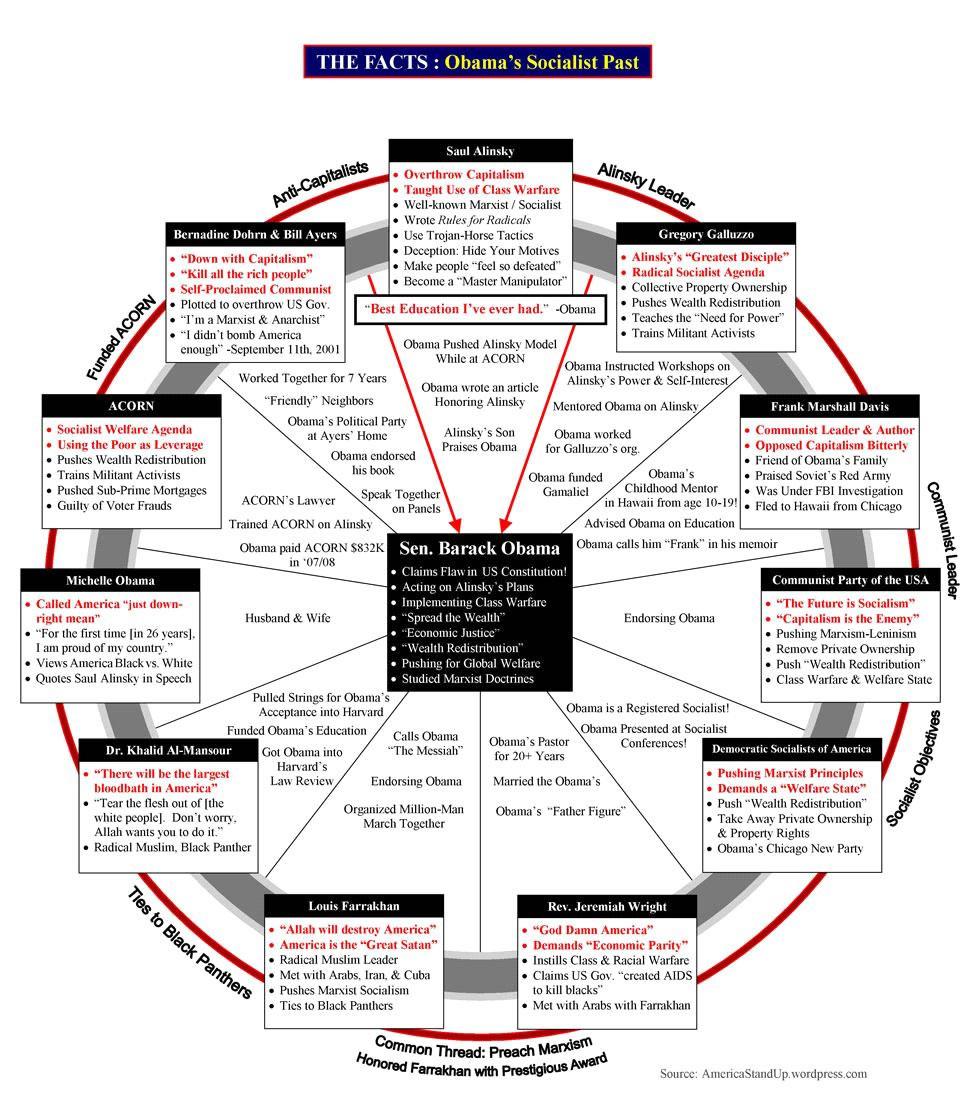 THE FACTS : Obama's Socialist Past
Anti-Capitalists
Alinsky Leader
Saul Alinsky
• Overthrow Capitalism
• Taught Use of Class Warfare
• Well-known Marxist / Socialist
• Wrote Rules for Radicals
• Use Trojan-Horse Tactics
• Deception: Hide Your Motives
• Make people “feel so defeated”
• Become a “Master Manipulator”
“Best Education I’ve ever had.” -Obama
Bernadine Dohrn & Bill Ayers
• “Down with Capitalism”
• “Kill all the rich people”
• Self-Proclaimed Communist
• Plotted to overthrow US Gov.
• “I’m a Marxist & Anarchist”
• “I didn’t bomb America
enough” -September 11th, 2001
Gregory Galluzzo
• Alinsky’s “Greatest Disciple”
• Radical Socialist Agenda
• Collective Property Ownership
• Pushes Wealth Redistribution
• Teaches the “Need for Power”
• Trains Militant Activists
Funded ACORN
Worked Together for 7 Years
“Friendly” Neighbors
Obama’s Political Party
at Ayers’ Home
Obama endorsed
his book
Speak Together
on Panels
Obama Pushed Alinsky Model
While at ACORN
Obama wrote an article
Honoring Alinsky
Alinsky’s Son
Praises Obama
Obama Instructed Workshops on
Alinsky’s Power & Self-Interest
Mentored Obama on Alinsky
Obama worked
for Galluzzo’s org.
Obama funded
Gamaliel
ACORN
• Socialist Welfare Agenda
• Using the Poor as Leverage
• Pushes Wealth Redistribution
• Trains Militant Activists
• Pushed Sub-Prime Mortgages
• Guilty of Voter Frauds
Frank Marshall Davis
• Communist Leader & Author
• Opposed Capitalism Bitterly
• Friend of Obama’s Family
• Praised Soviet’s Red Army
• Was Under FBI Investigation
• Fled to Hawaii from Chicago
ACORN’s Lawyer
Trained ACORN on Alinsky
Obama paid ACORN $832K
in ‘07/08
Obama’s
Childhood Mentor
in Hawaii from age 10-19!
Advised Obama on Education
Obama calls him “Frank” in his memoir
Communist Leader
Sen. Barack Obama
• Claims Flaw in US Constitution!
• Acting on Alinsky’s Plans
• Implementing Class Warfare
• “Spread the Wealth”
• “Economic Justice”
• “Wealth Redistribution”
• Pushing for Global Welfare
• Studied Marxist Doctrines
Michelle Obama
• Called America “just down-
right mean”
• “For the first time [in 26 years],
I am proud of my country.”
• Views America Black vs. White
• Quotes Saul Alinsky in Speech
Husband & Wife
Endorsing Obama
Communist Party of the USA
• “The Future is Socialism”
• “Capitalism is the Enemy”
• Pushing Marxism-Leninism
• Remove Private Ownership
• Push “Wealth Redistribution”
• Class Warfare & Welfare State
Pulled Strings for Obama’s
Acceptance into Harvard
Funded Obama’s Education
Got Obama into
Harvard’s
Law Review
Calls Obama
“The Messiah”
Endorsing Obama
Organized Million-Man
March Together
Obama’s Pastor
for 20+ Years
Married the Obama’s
Obama’s “Father Figure”
Obama is a Registered Socialist!
Obama Presented at Socialist
Conferences!
Socialist Objectives
Dr. Khalid Al-Mansour
• “There will be the largest
bloodbath in America”
• “Tear the flesh out of [the
white people]. Don’t worry,
Allah wants you to do it.”
• Radical Muslim, Black Panther
Democratic Socialists of America
• Pushing Marxist Principles
• Demands a “Welfare State”
• Push “Wealth Redistribution”
• Take Away Private Ownership
& Property Rights
• Obama’s Chicago New Party
Ties to Black Panthers
Louis Farrakhan
• “Allah will destroy America”
• America is the “Great Satan”
• Radical Muslim Leader
• Met with Arabs, Iran, & Cuba
• Pushes Marxist Socialism
• Ties to Black Panthers
Rev. Jeremiah Wright
• “God Damn America”
• Demands “Economic Parity”
• Instills Class & Racial Warfare
• Claims US Gov. “created AIDS
to kill blacks”
• Met with Arabs with Farrakhan
Common Thread: Preach Marxism
Honored Farrakhan with Prestigious Award
Source: AmericaStandUp.wordpress.com